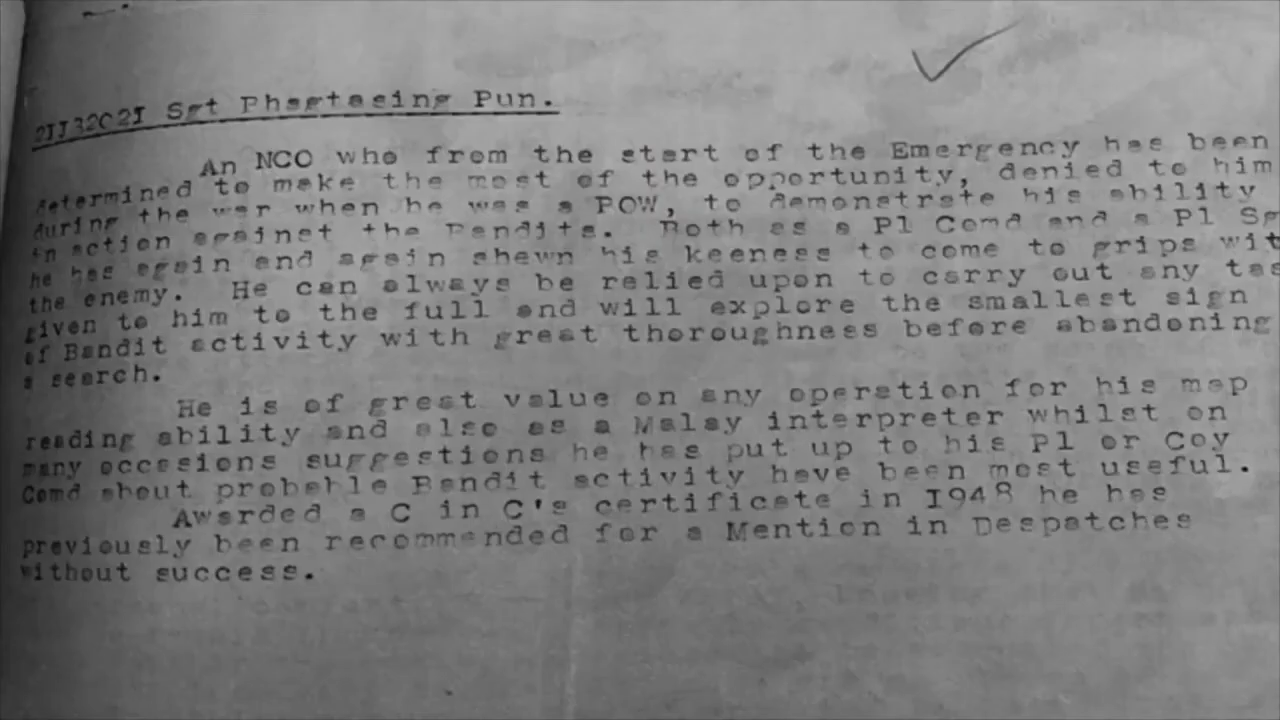 2II32021 Sgt Phagtasing Pun.
An NCO who from the start of the Emergency has been
determined to make the most of the opportunity, denied to him
during the war when he was a POW, to demonstrate his ability
in action against the Bandits. Both as a Pl Comd and a Pl Sg
he has again and again shewn his keeness to come to grips wit
the enemy. He can always be relied upon to carry out any tas
given to him to the full and will explore the smallest sign
of Bandit activity with great thoroughness before abandoning
a search.
He is of great value on any operation for his map
reading ability and also as a Malay interpreter whilst on
many occasions suggestions he has put up to his Pl or Coy
Comd about probable Bandit activity have been most useful.
Awarded a C in C's certificate in 1948 he has
previously been recommended for a Mention in Despatches
without success.